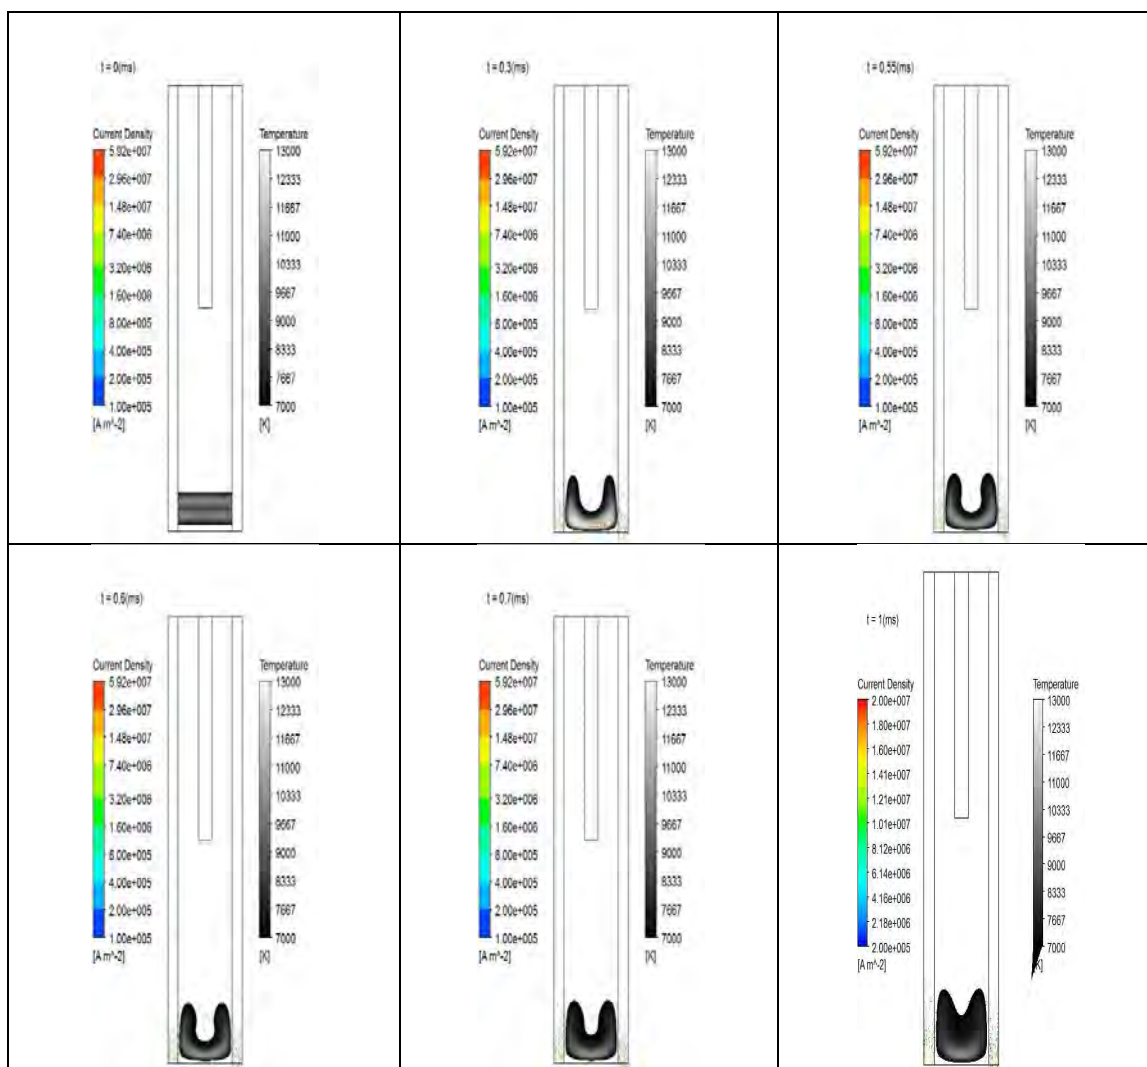 t = 0(ms)
Current Density
5.92e+007
2.96e+007
1.48e+007
7.40e+006
3.20e+006
1.60e+006
8.00e+005
4.00e+005
2.00e+005
1.00e+005
[A m^-2]
Temperature
13000
12333
11667
11000
10333
9667
9000
8333
7667
7000
[K]
t = 0.3(ms)
Current Density
5.92e+007
2.96e+007
1.48e+007
7.40e+006
3.20e+006
1.60e+006
8.00e+005
4.00e+005
2.00e+005
1.00e+005
[A m^-2]
Temperature
13000
12333
11667
11000
10333
9667
9000
8333
7667
7000
[K]
t = 0.55(ms)
Current Density
5.92e+007
2.96e+007
1.48e+007
7.40e+006
3.20e+006
1.60e+006
8.00e+005
4.00e+005
2.00e+005
1.00e+005
[A m^-2]
Temperature
13000
12333
11667
11000
10333
9667
9000
8333
7667
7000
[K]
t = 0.6(ms)
Current Density
5.92e+007
2.96e+007
1.48e+007
7.40e+006
3.20e+006
1.60e+006
8.00e+005
4.00e+005
2.00e+005
1.00e+005
[A m^-2]
Temperature
13000
12333
11667
11000
10333
9667
9000
8333
7667
7000
[K]
t = 0.7(ms)
Current Density
5.92e+007
2.96e+007
1.48e+007
7.40e+006
3.20e+006
1.60e+006
8.00e+005
4.00e+005
2.00e+005
1.00e+005
[A m^-2]
Temperature
13000
12333
11667
11000
10333
9667
9000
8333
7667
7000
[K]
t = 1(ms)
Current Density
2.00e+007
1.80e+007
1.60e+007
1.41e+007
1.21e+007
1.01e+007
8.12e+006
6.14e+006
4.16e+006
2.18e+006
2.00e+005
[A m^-2]
Temperature
13000
12333
11667
11000
10333
9667
9000
8333
7667
7000